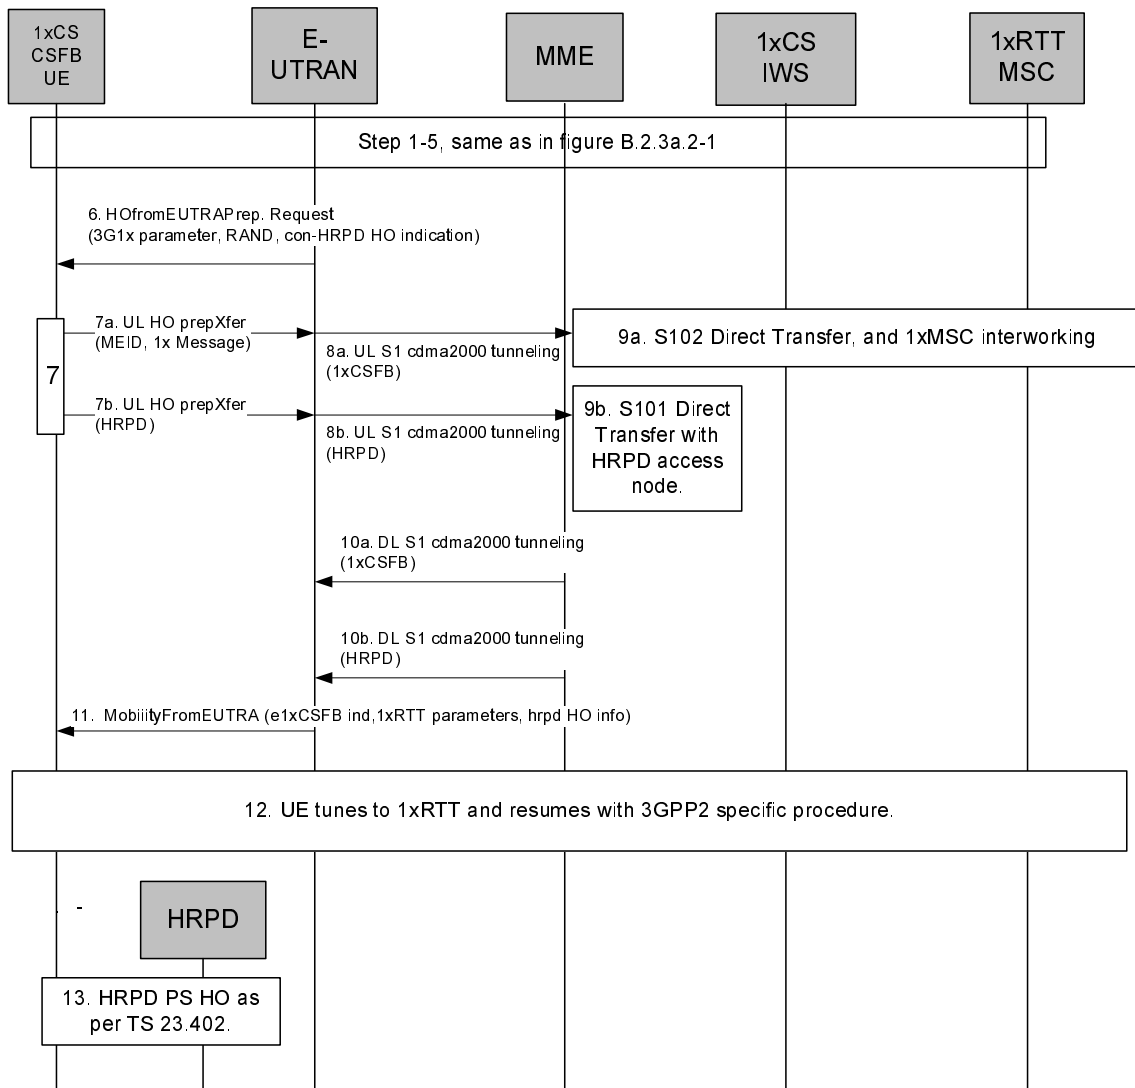 1xCS
CSFB
UE
E-
UTRAN
MME
1xCS
IWS
1xRTT
MSC
Step 1-5, same as in figure B.2.3a.2-1
6. HOfromEUTRAPrep. Request
(3G1x parameter, RAND, con-HRPD HO indication)
7
7a. UL HO prepXfer
(MEID, 1x Message)
8a. UL S1 cdma2000 tunneling
(1xCSFB)
9a. S102 Direct Transfer, and 1xMSC interworking
7b. UL HO prepXfer
(HRPD)
8b. UL S1 cdma2000 tunneling
(HRPD)
9b. S101 Direct
Transfer with
HRPD access
node.
10a. DL S1 cdma2000 tunneling
(1xCSFB)
10b. DL S1 cdma2000 tunneling
(HRPD)
11. MobiiityFromEUTRA (e1xCSFB ind,1xRTT parameters, hrpd HO info)
12. UE tunes to 1xRTT and resumes with 3GPP2 specific procedure.
HRPD
13. HRPD PS HO as
per TS 23.402.